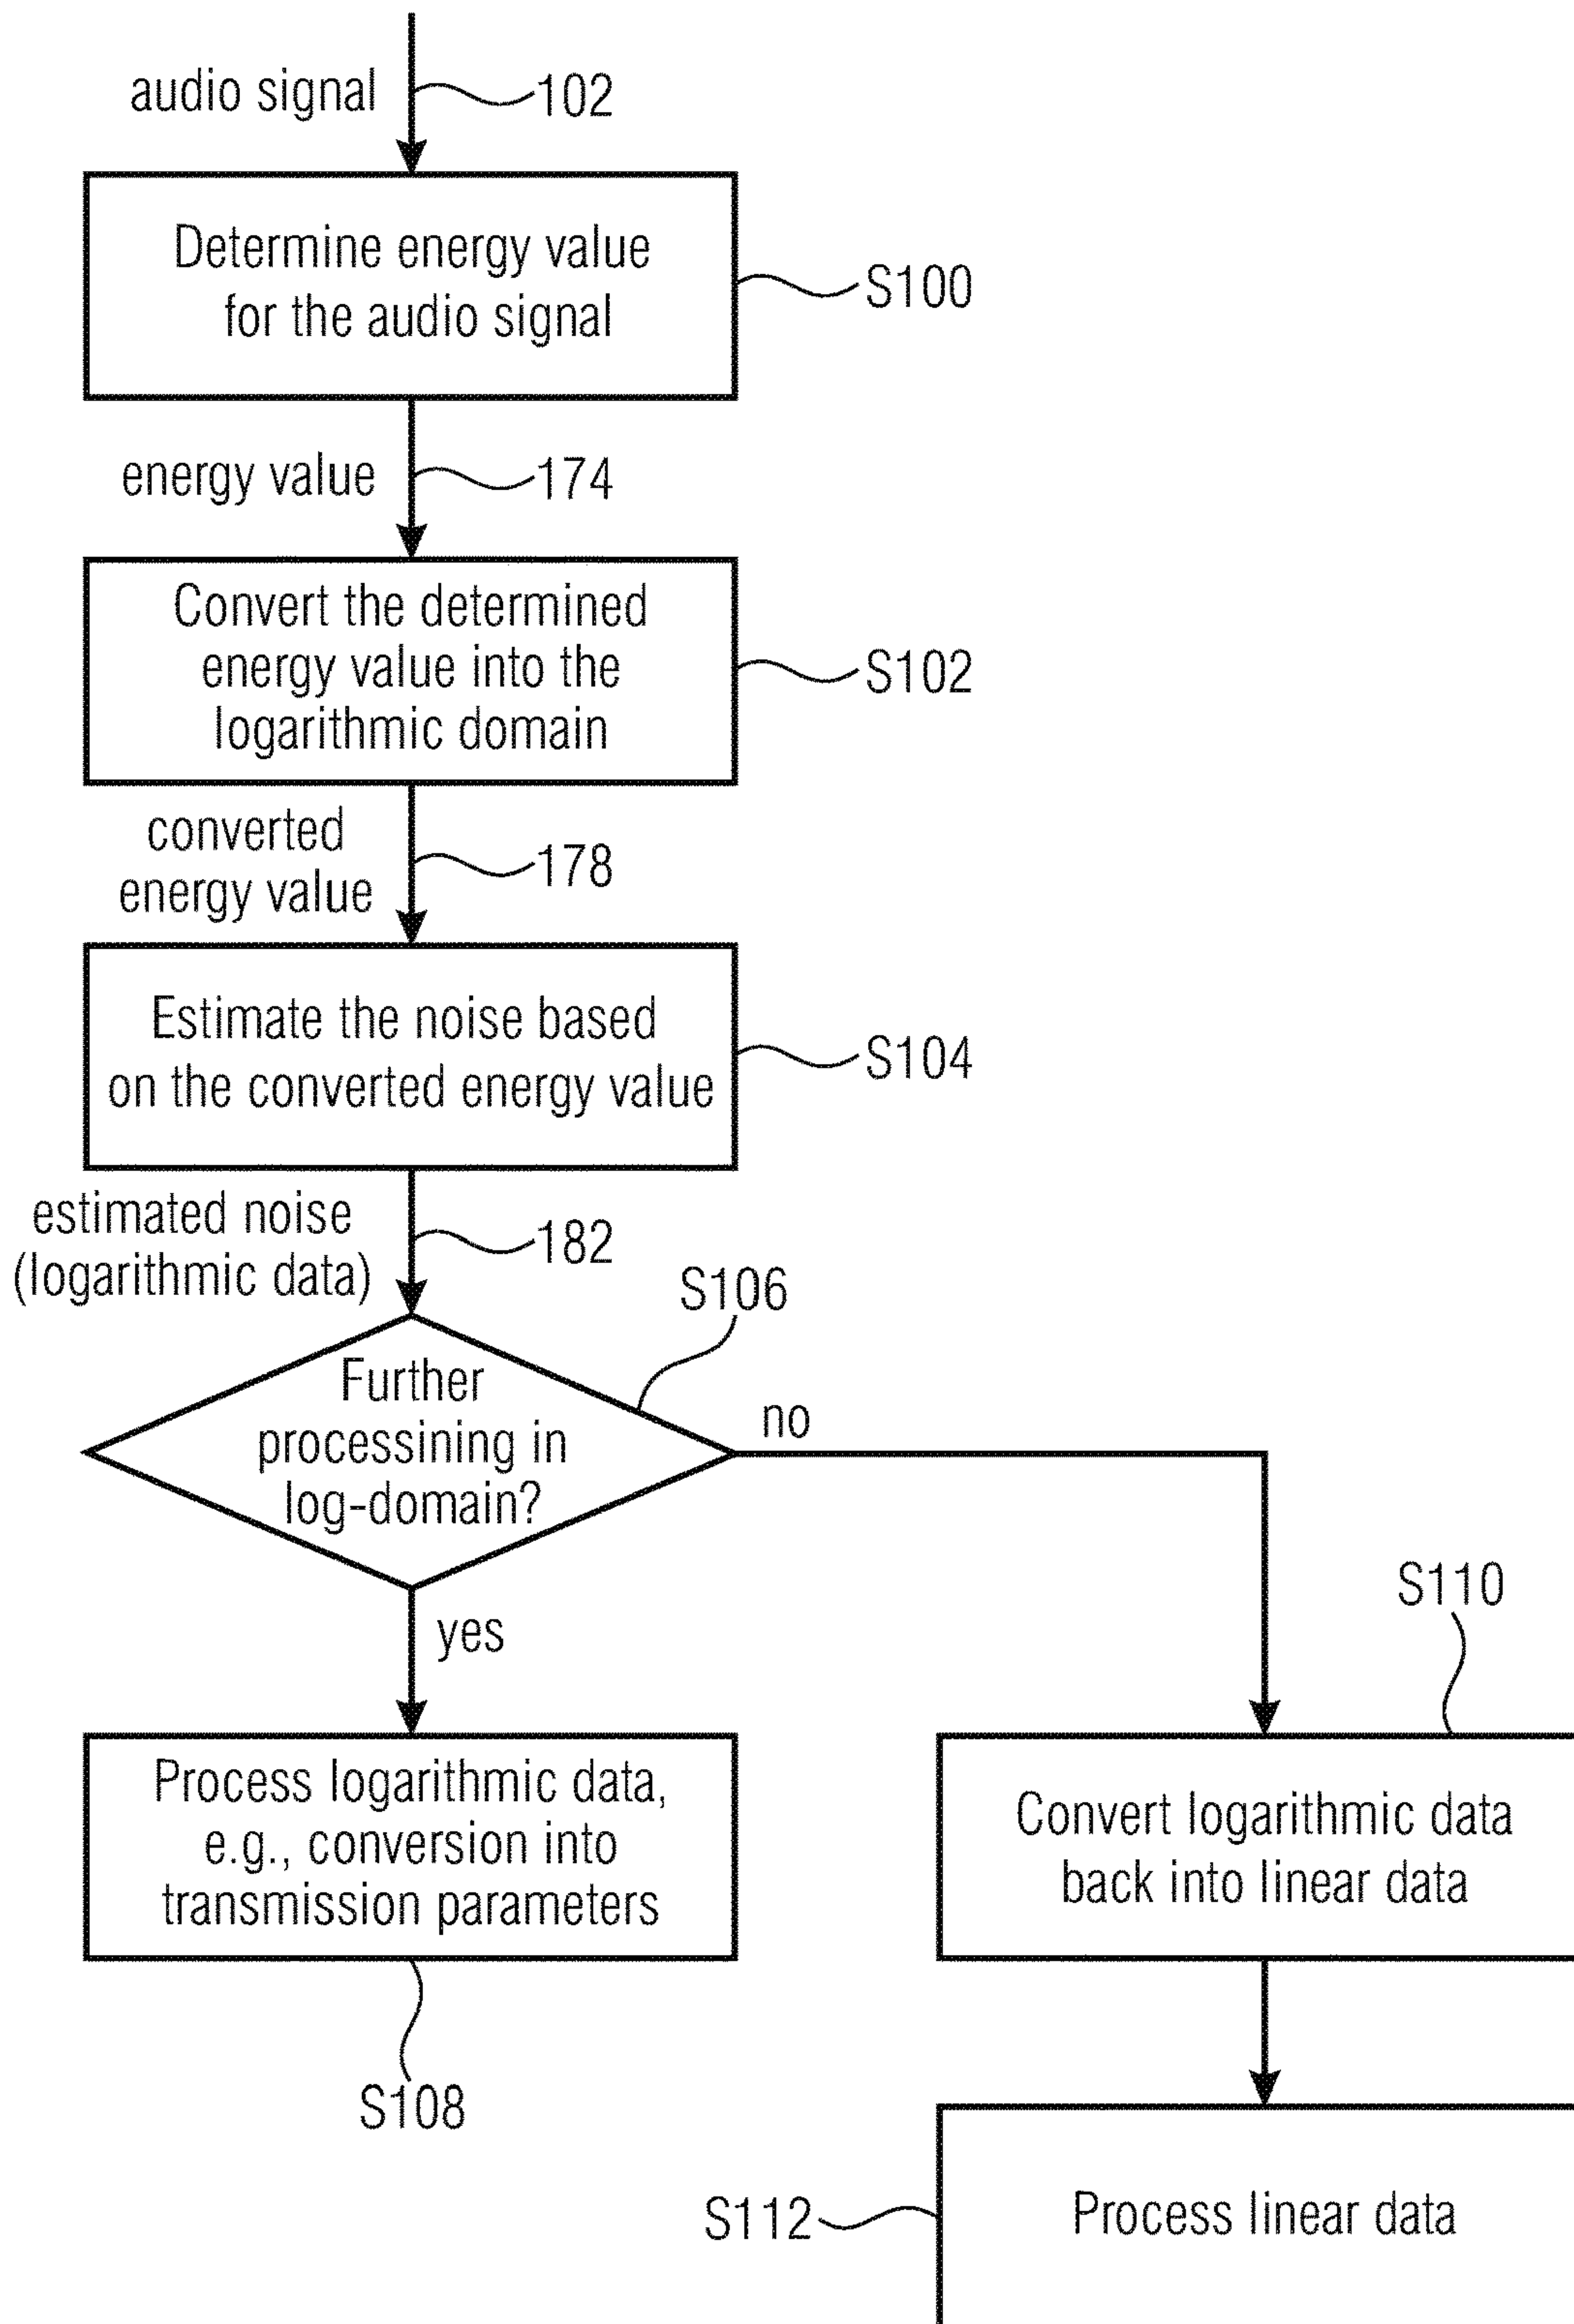 audio signal
102
Determine energy value
for the audio signal
S100
energy value
174
Convert the determined
energy value into the
logarithmic domain
S102
converted
energy value
178
Estimate the noise based
on the converted energy value
S104
estimated noise
(logarithmic data)
182
S106
Further
processining in
log-domain?
no
yes
S110
Process logarithmic data,
e.g., conversion into
transmission parameters
S108
Convert logarithmic data
back into linear data
S112
Process linear data